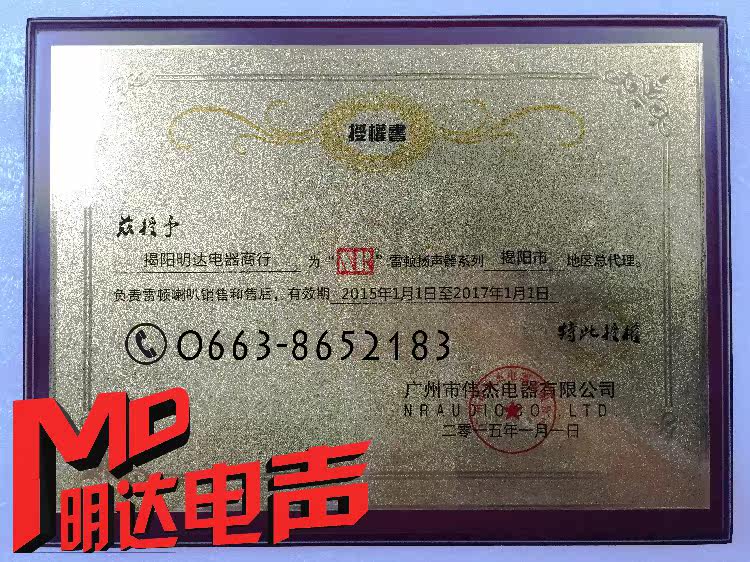 授權書
兹授予
揭阳明达电器商行 为“NR”雷顿扬声器系列 揭阳市 地区总代理。
负责雷顿喇叭销售和售后，有效期 2015年1月1日至2017年1月1日
特此授權
0663-8652183
广州市伟杰电器有限公司
NRAUDIO CO., LTD
二零一五年一月一日
MD
明达电声